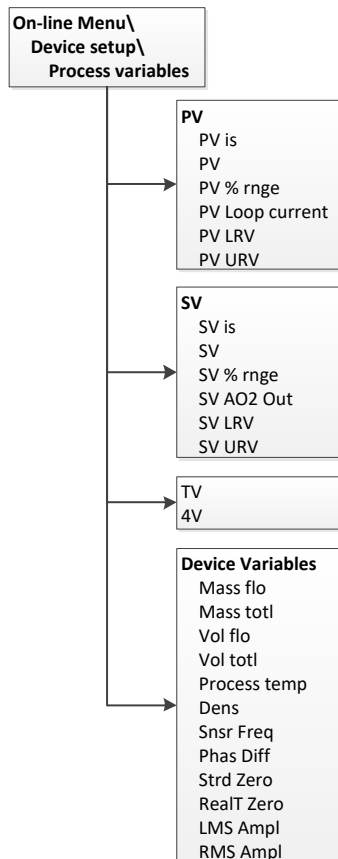 On-line Menu\
Device setup\
Process variables
PV
PV is
PV
PV % rnge
PV Loop current
PV LRV
PV URV
SV
SV is
SV
SV % rnge
SV AO2 Out
SV LRV
SV URV
TV
4V
Device Variables
Mass flo
Mass totl
Vol flo
Vol totl
Process temp
Dens
Snsr Freq
Phas Diff
Strd Zero
RealT Zero
LMS Ampl
RMS Ampl